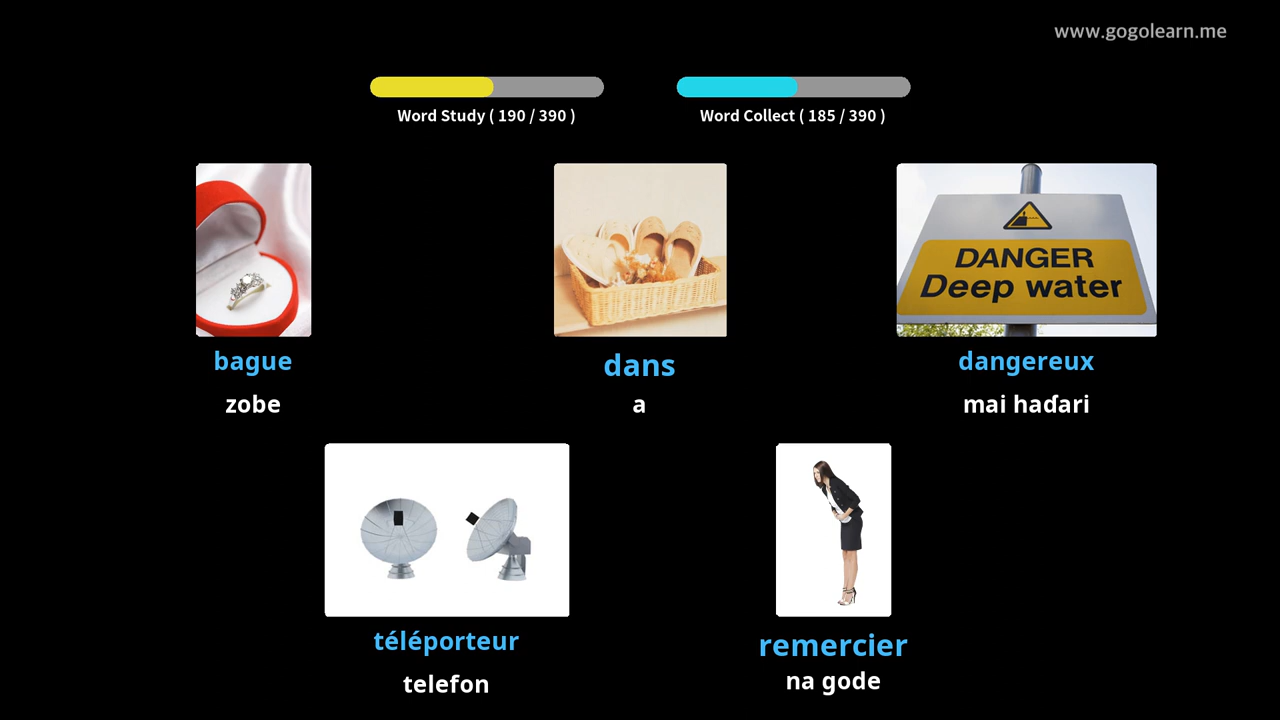 www.gogolearn.me
Word Study ( 190 / 390 )
Word Collect ( 185 / 390 )
DANGER
Deep water
bague
dans
dangereux
zobe
a
mai haɗari
téléporteur
remercier
telefon
na gode